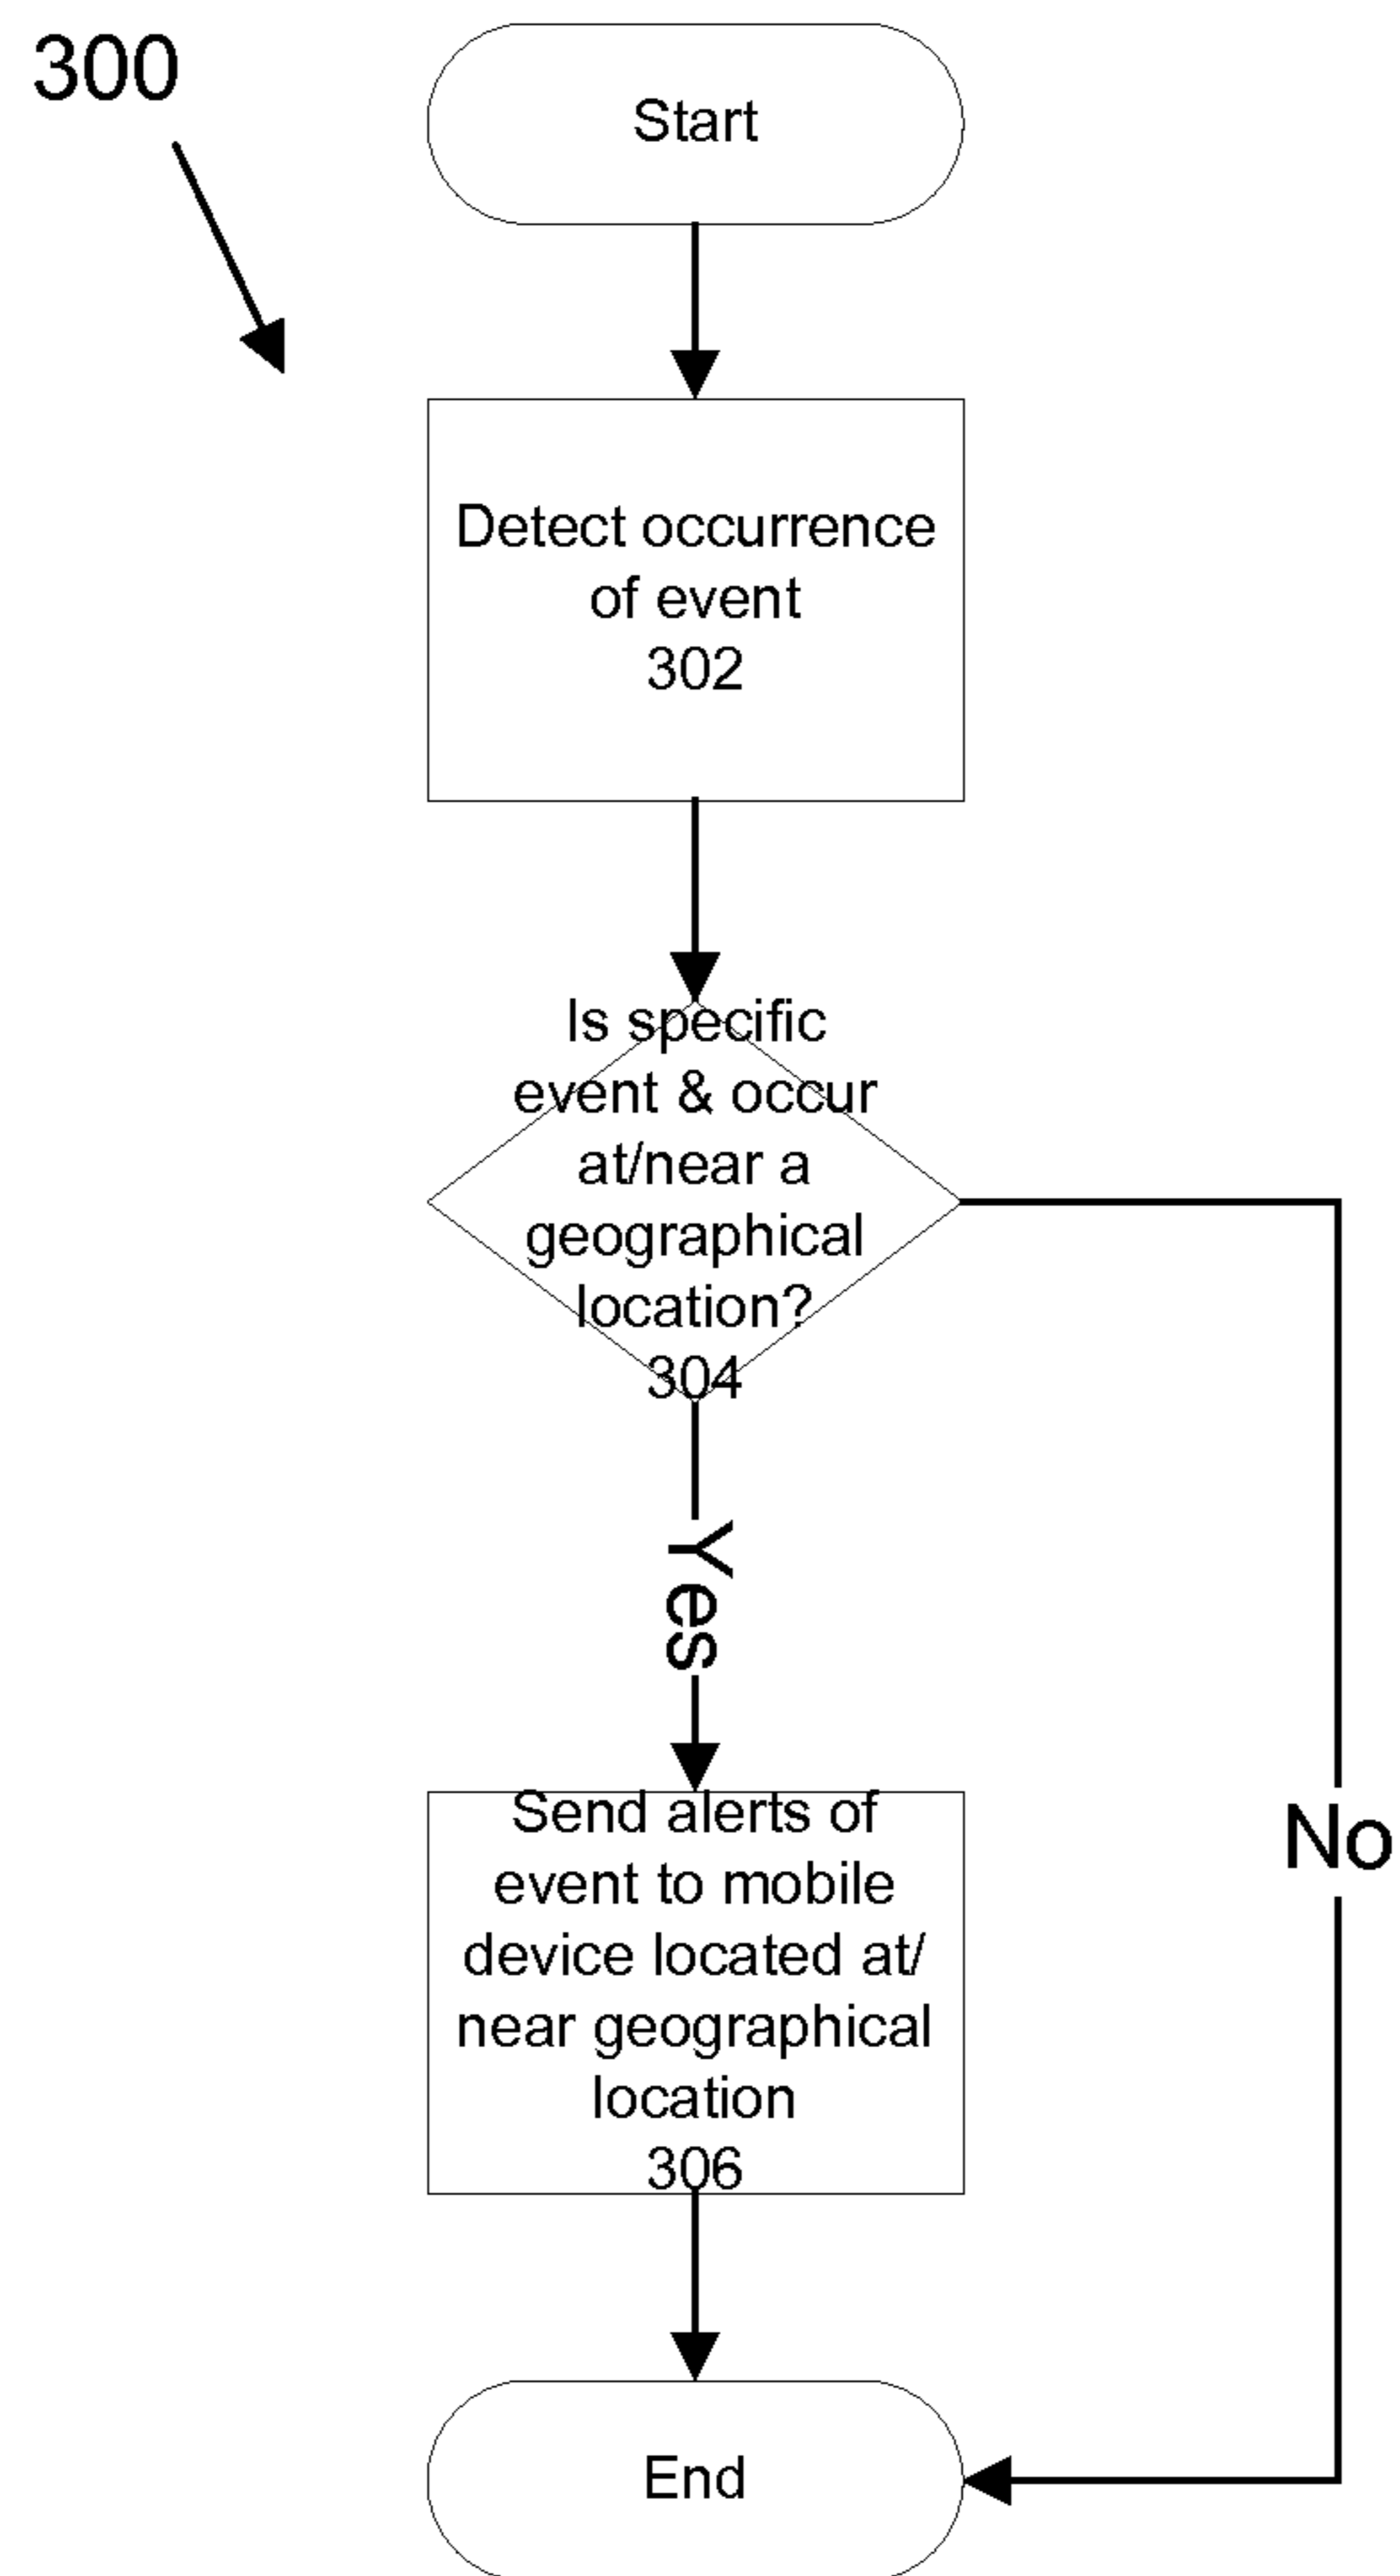 300
Start
Detect occurrence
of event
302
Is specific
event & occur
at/near a
geographical
location?
304
Yes
Send alerts of
event to mobile
device located at/
near geographical
location
306
No
End